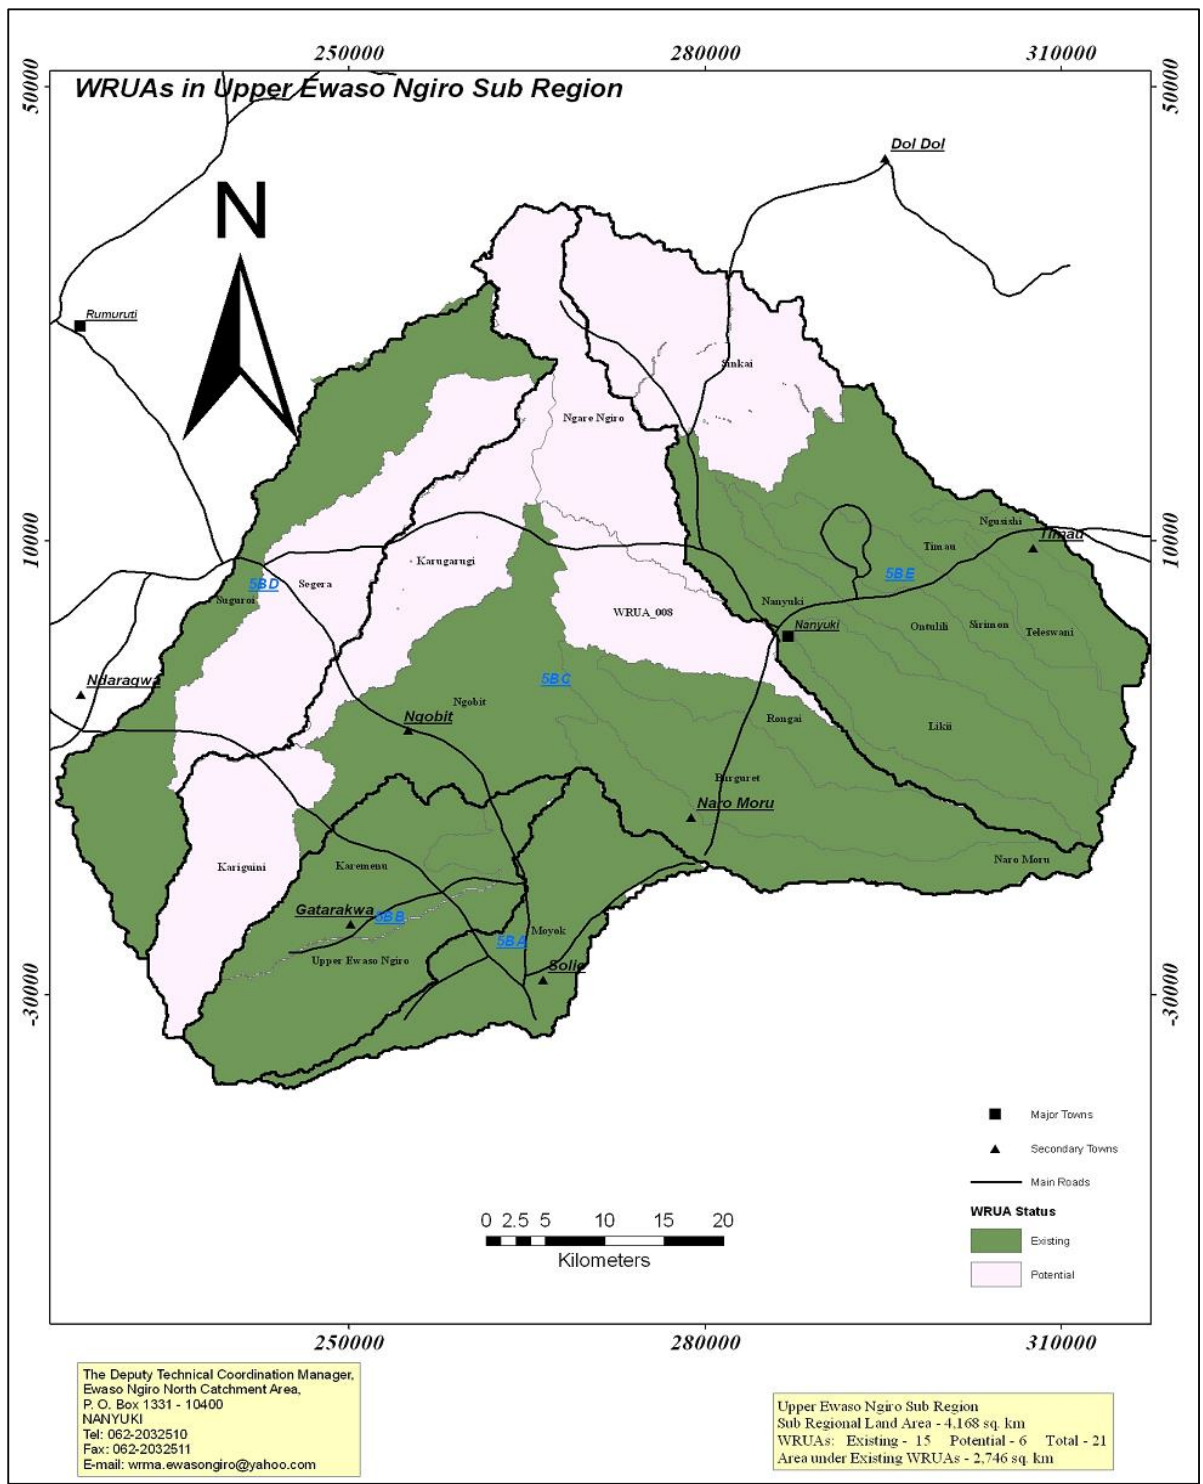 250000 280000 310000
WRUAs in Upper Ewaso Ngiro Sub Region
50000 50000
Dol Dol
N
Rumuruti
Sinkai
Ngare Ngiro
Ngusishi
10000 10000
Timau
Timau
Karugarugi
5BE
5BD
Segera
Suguroi
Nanyuki
WRUA_008
Nanyuki
Ontulili
Sirimon
Teleswani
Ndaragwa
5BC
Ngobit
Ngobit
Rongai
Likii
Burguret
Naro Moru
Naro Moru
Kariguini
Karemenu
Gatarakwa
5BB
Moyok
5BA
Upper Ewaso Ngiro
-30000 -30000
Major Towns
Secondary Towns
Main Roads
WRUA Status
Existing
Potential
0 2.5 5 10 15 20
Kilometers
250000 280000 310000
The Deputy Technical Coordination Manager,
Ewaso Ngiro North Catchment Area,
P. O. Box 1331 - 10400
NANYUKI
Tel: 062-2032510
Fax: 062-2032511
E-mail: wrma.ewasongiro@yahoo.com
Upper Ewaso Ngiro Sub Region
Sub Regional Land Area - 4,168 sq. km
WRUAs: Existing - 15 Potential - 6 Total - 21
Area under Existing WRUAs - 2,746 sq. km